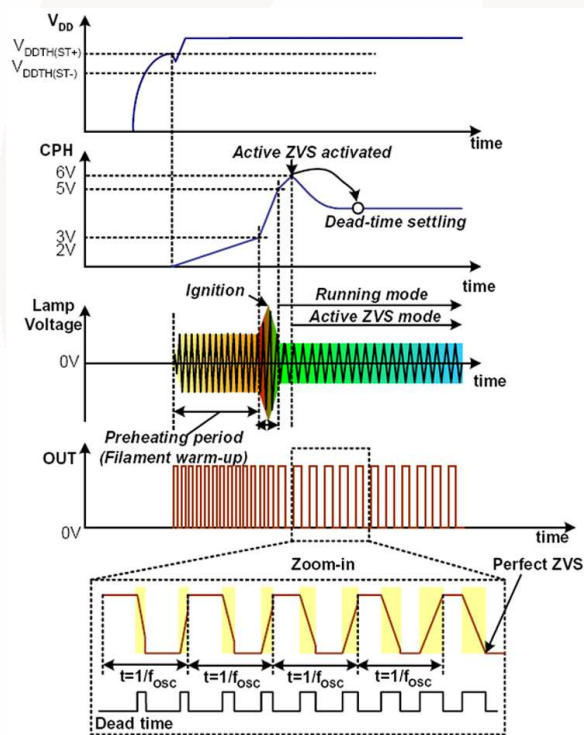 VDD
VDDTH(ST+)
VDDTH(ST-)
time
CPH
Active ZVS activated
6V
5V
Dead-time settling
3V
2V
time
Ignition
Running mode
Lamp
Voltage
Active ZVS mode
0V
time
Preheating period
(Filament warm-up)
OUT
0V
time
Zoom-in
Perfect ZVS
t=1/fOSC
t=1/fOSC
t=1/fOSC
t=1/fOSC
Dead time